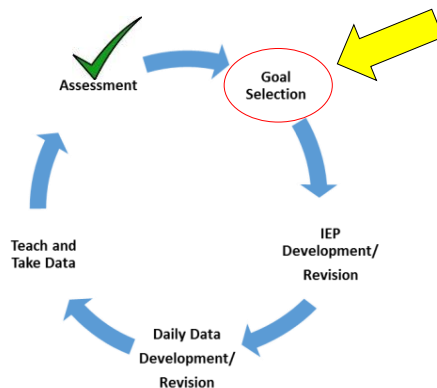 Assessment
Goal
Selection
IEP
Development/
Revision
Daily Data
Development/
Revision
Teach and
Take Data